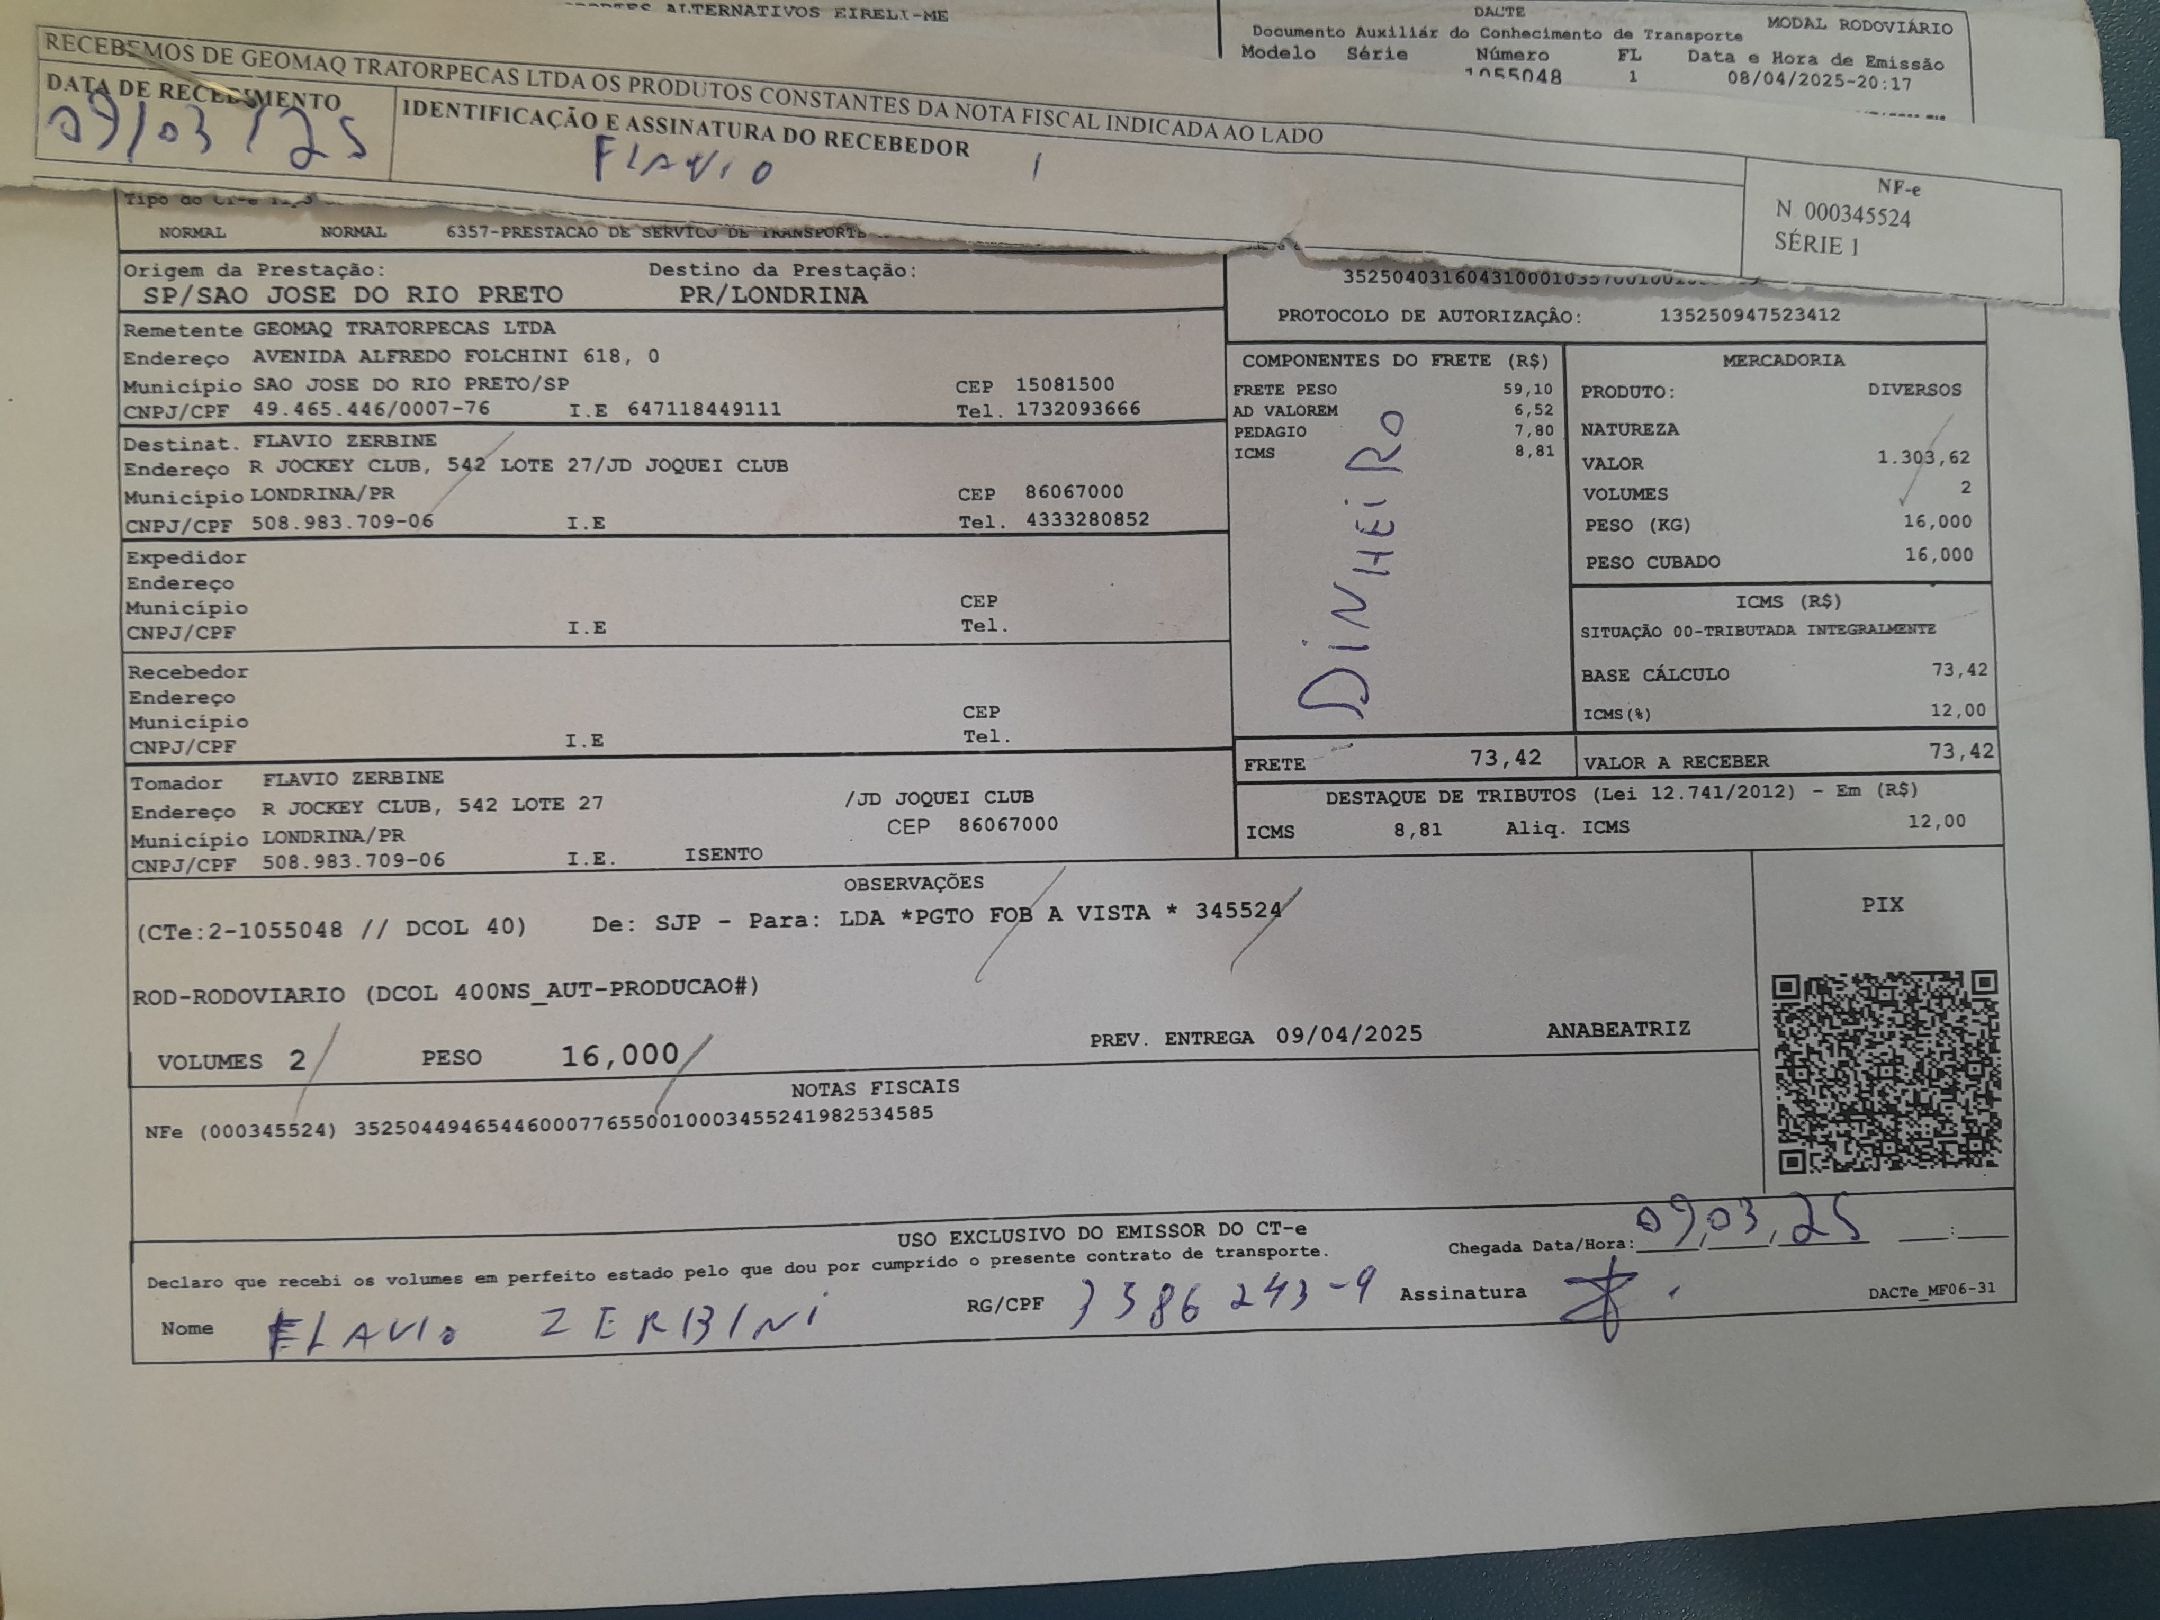 ALTERNATIVOS EIRELI-ME
DACTE
MODAL RODOVIÁRIO
Documento Auxiliár do Conhecimento de Transporte
Modelo Série Número FL Data e Hora de Emissão
1055048 1 08/04/2025-20:17
RECEBEMOS DE GEOMAQ TRATORPECAS LTDA OS PRODUTOS CONSTANTES DA NOTA FISCAL INDICADA AO LADO
DATA DE RECEBIMENTO
09/03/25
IDENTIFICAÇÃO E ASSINATURA DO RECEBEDOR
FLAVIO
NF-e
N 000345524
SÉRIE 1
Tipo do CT-e
NORMAL NORMAL 6357-PRESTACAO DE SERVICO DE TRANSPORTE
Origem da Prestação: Destino da Prestação:
SP/SAO JOSE DO RIO PRETO PR/LONDRINA
PROTOCOLO DE AUTORIZAÇÃO: 135250947523412
Remetente GEOMAQ TRATORPECAS LTDA
Endereço AVENIDA ALFREDO FOLCHINI 618, 0
Município SAO JOSE DO RIO PRETO/SP CEP 15081500
CNPJ/CPF 49.465.446/0007-76 I.E 647118449111 Tel. 1732093666
Destinat. FLAVIO ZERBINE
Endereço R JOCKEY CLUB, 542 LOTE 27/JD JOQUEI CLUB
Município LONDRINA/PR CEP 86067000
CNPJ/CPF 508.983.709-06 I.E Tel. 4333280852
Expedidor
Endereço
Município CEP
CNPJ/CPF I.E Tel.
Recebedor
Endereço
Município CEP
CNPJ/CPF I.E Tel.
Tomador FLAVIO ZERBINE
Endereço R JOCKEY CLUB, 542 LOTE 27 /JD JOQUEI CLUB
Município LONDRINA/PR CEP 86067000
CNPJ/CPF 508.983.709-06 I.E. ISENTO
COMPONENTES DO FRETE (R$)
FRETE PESO 59,10
AD VALOREM 6,52
PEDAGIO 7,80
ICMS 8,81
DINHEIRO
FRETE 73,42
MERCADORIA
PRODUTO: DIVERSOS
NATUREZA
VALOR 1.303,62
VOLUMES 2
PESO (KG) 16,000
PESO CUBADO 16,000
ICMS (R$)
SITUAÇÃO 00-TRIBUTADA INTEGRALMENTE
BASE CÁLCULO 73,42
ICMS(%) 12,00
VALOR A RECEBER 73,42
DESTAQUE DE TRIBUTOS (Lei 12.741/2012) - Em (R$)
ICMS 8,81 Aliq. ICMS 12,00
OBSERVAÇÕES
(CTe:2-1055048 // DCOL 40) De: SJP - Para: LDA *PGTO FOB A VISTA * 345524
ROD-RODOVIARIO (DCOL 400NS_AUT-PRODUCAO#)
VOLUMES 2 PESO 16,000 PREV. ENTREGA 09/04/2025 ANABEATRIZ
PIX
NOTAS FISCAIS
NFe (000345524) 35250449465446000776550010003455241982534585
USO EXCLUSIVO DO EMISSOR DO CT-e
Declaro que recebi os volumes em perfeito estado pelo que dou por cumprido o presente contrato de transporte.
Chegada Data/Hora: 09,03,25 __:__
Nome FLAVIO ZERBINI RG/CPF 3386243-9 Assinatura
DACTe_MF06-31